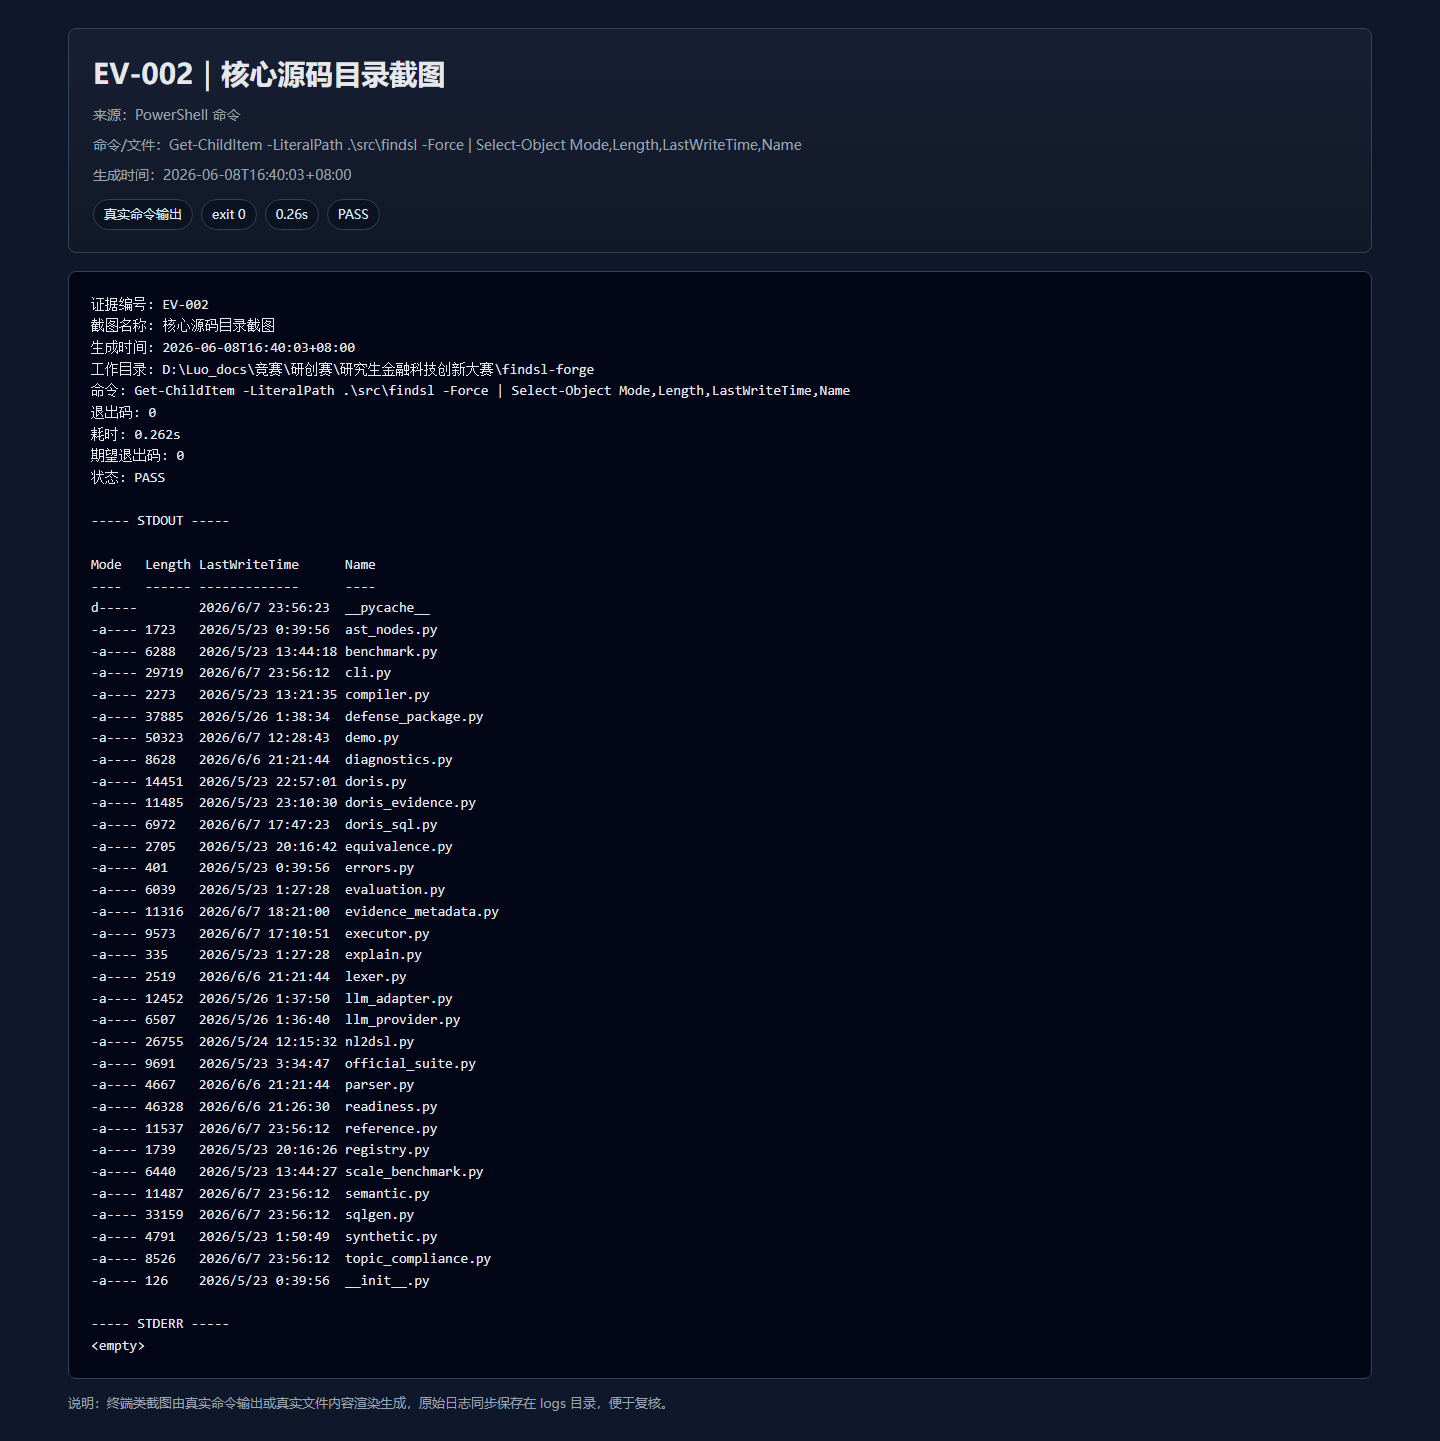 EV-002｜核心源码目录截图
来源：PowerShell 命令
命令/文件：Get-ChildItem -LiteralPath .\src\findsl -Force | Select-Object Mode,Length,LastWriteTime,Name
生成时间：2026-06-08T16:40:03+08:00
真实命令输出 exit 0 0.26s PASS
证据编号: EV-002
截图名称: 核心源码目录截图
生成时间: 2026-06-08T16:40:03+08:00
工作目录: D:\Luo_docs\竞赛\研创赛\研究生金融科技创新大赛\findsl-forge
命令: Get-ChildItem -LiteralPath .\src\findsl -Force | Select-Object Mode,Length,LastWriteTime,Name
退出码: 0
耗时: 0.262s
期望退出码: 0
状态: PASS
----- STDOUT -----
Mode   Length LastWriteTime      Name
----   ------ -------------      ----
d-----        2026/6/7 23:56:23  __pycache__
-a---- 1723   2026/5/23 0:39:56  ast_nodes.py
-a---- 6288   2026/5/23 13:44:18 benchmark.py
-a---- 29719  2026/6/7 23:56:12  cli.py
-a---- 2273   2026/5/23 13:21:35 compiler.py
-a---- 37885  2026/5/26 1:38:34  defense_package.py
-a---- 50323  2026/6/7 12:28:43  demo.py
-a---- 8628   2026/6/6 21:21:44  diagnostics.py
-a---- 14451  2026/5/23 22:57:01 doris.py
-a---- 11485  2026/5/23 23:10:30 doris_evidence.py
-a---- 6972   2026/6/7 17:47:23  doris_sql.py
-a---- 2705   2026/5/23 20:16:42 equivalence.py
-a---- 401    2026/5/23 0:39:56  errors.py
-a---- 6039   2026/5/23 1:27:28  evaluation.py
-a---- 11316  2026/6/7 18:21:00  evidence_metadata.py
-a---- 9573   2026/6/7 17:10:51  executor.py
-a---- 335    2026/5/23 1:27:28  explain.py
-a---- 2519   2026/6/6 21:21:44  lexer.py
-a---- 12452  2026/5/26 1:37:50  llm_adapter.py
-a---- 6507   2026/5/26 1:36:40  llm_provider.py
-a---- 26755  2026/5/24 12:15:32 nl2dsl.py
-a---- 9691   2026/5/23 3:34:47  official_suite.py
-a---- 4667   2026/6/6 21:21:44  parser.py
-a---- 46328  2026/6/6 21:26:30  readiness.py
-a---- 11537  2026/6/7 23:56:12  reference.py
-a---- 1739   2026/5/23 20:16:26 registry.py
-a---- 6440   2026/5/23 13:44:27 scale_benchmark.py
-a---- 11487  2026/6/7 23:56:12  semantic.py
-a---- 33159  2026/6/7 23:56:12  sqlgen.py
-a---- 4791   2026/5/23 1:50:49  synthetic.py
-a---- 8526   2026/6/7 23:56:12  topic_compliance.py
-a---- 126    2026/5/23 0:39:56  __init__.py
----- STDERR -----
<empty>
说明：终端类截图由真实命令输出或真实文件内容渲染生成，原始日志同步保存在 logs 目录，便于复核。